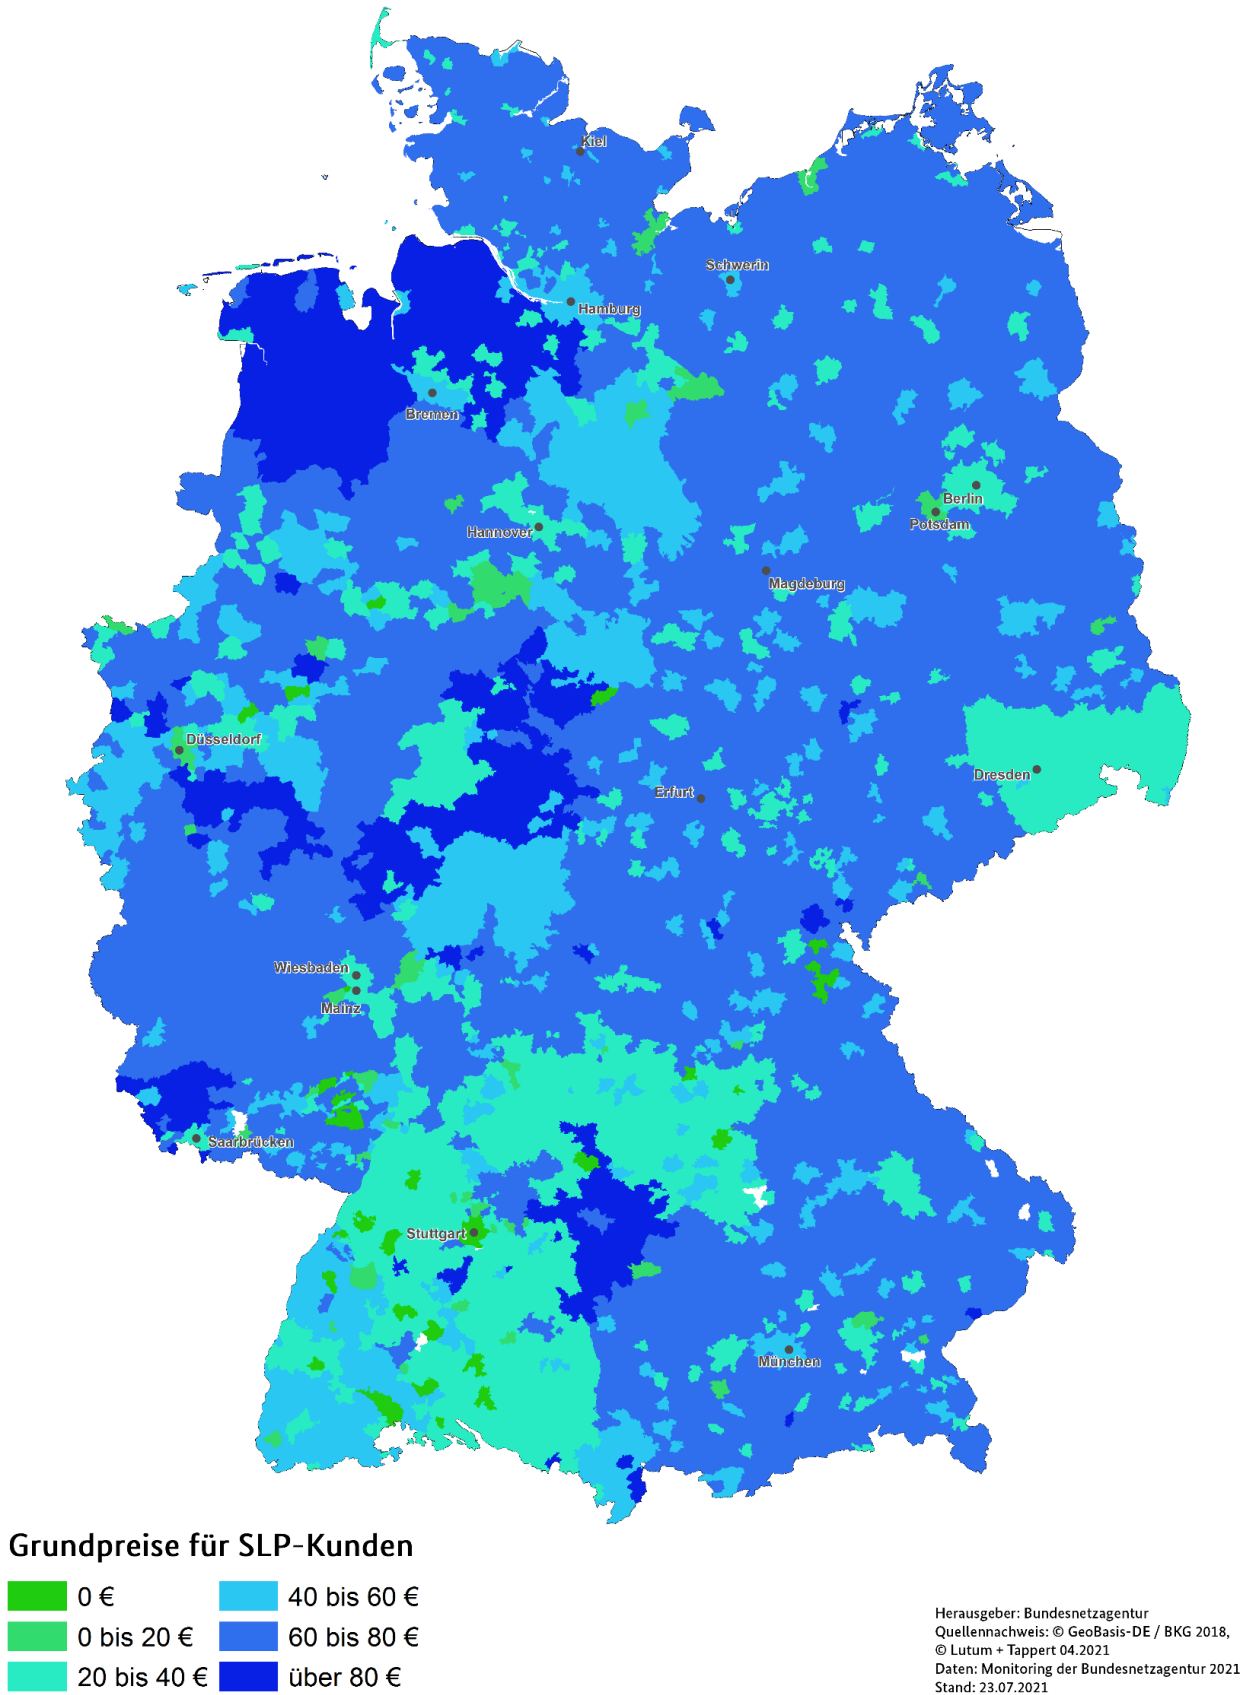 Kiel
Schwerin
Hamburg
Bremen
Berlin
Potsdam
Hannover
Magdeburg
Düsseldorf
Dresden
Erfurt
Wiesbaden
Mainz
Saarbrücken
Stuttgart
München
Grundpreise für SLP-Kunden
0 €
40 bis 60 €
0 bis 20 €
60 bis 80 €
20 bis 40 €
über 80 €
Herausgeber: Bundesnetzagentur
Quellennachweis: © GeoBasis-DE / BKG 2018,
© Lutum + Tappert 04.2021
Daten: Monitoring der Bundesnetzagentur 2021
Stand: 23.07.2021